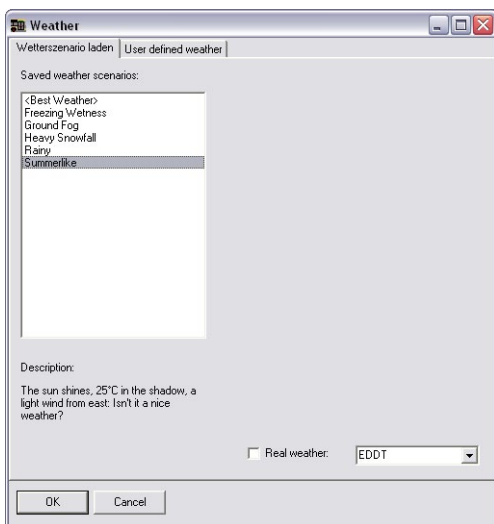 Weather
Wetterszenario laden
User defined weather
Saved weather scenarios:
<Best Weather>
Freezing Wetness
Ground Fog
Heavy Snowfall
Rainy
Summerlike
Description:
The sun shines, 25°C in the shadow, a
light wind from east: Isn't it a nice
weather?
Real weather:
EDDT
OK
Cancel